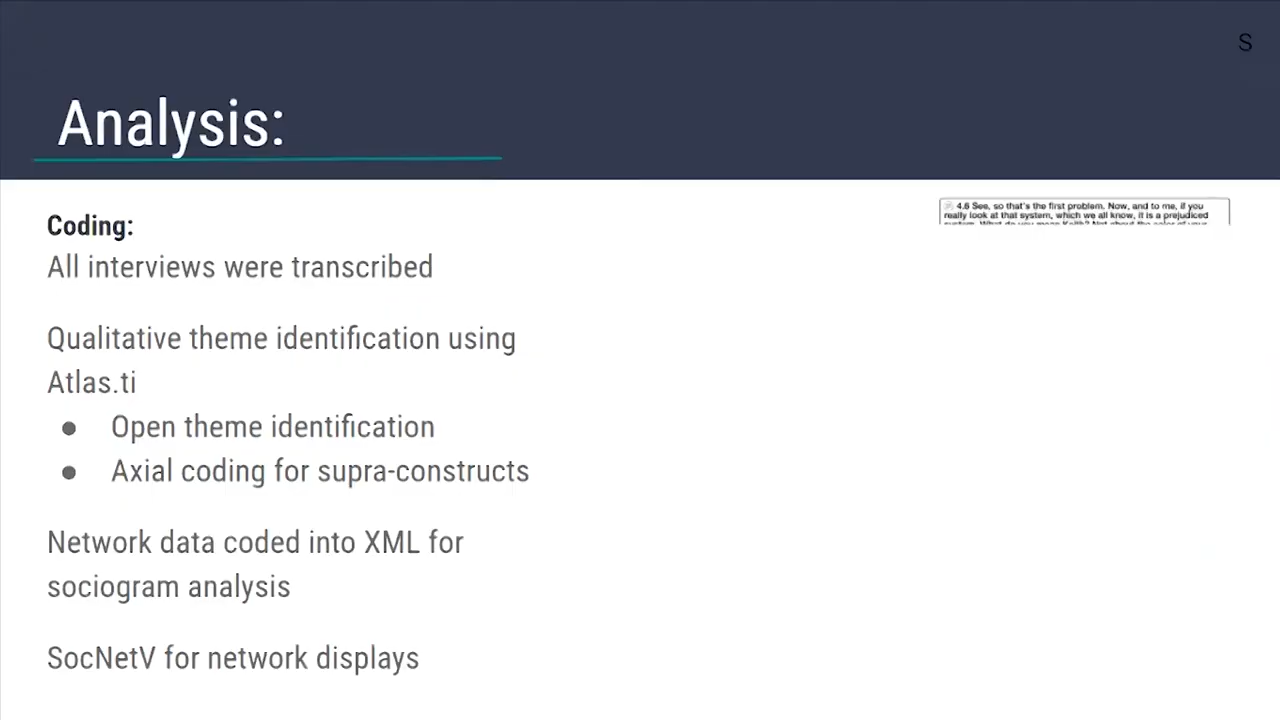 S
Analysis:
Coding:
All interviews were transcribed
Qualitative theme identification using
Atlas.ti
● Open theme identification
● Axial coding for supra-constructs
Network data coded into XML for
sociogram analysis
SocNetV for network displays
4.6 See, so that's the first problem. Now, and to me, if you
really look at that system, which we all know, it is a prejudiced